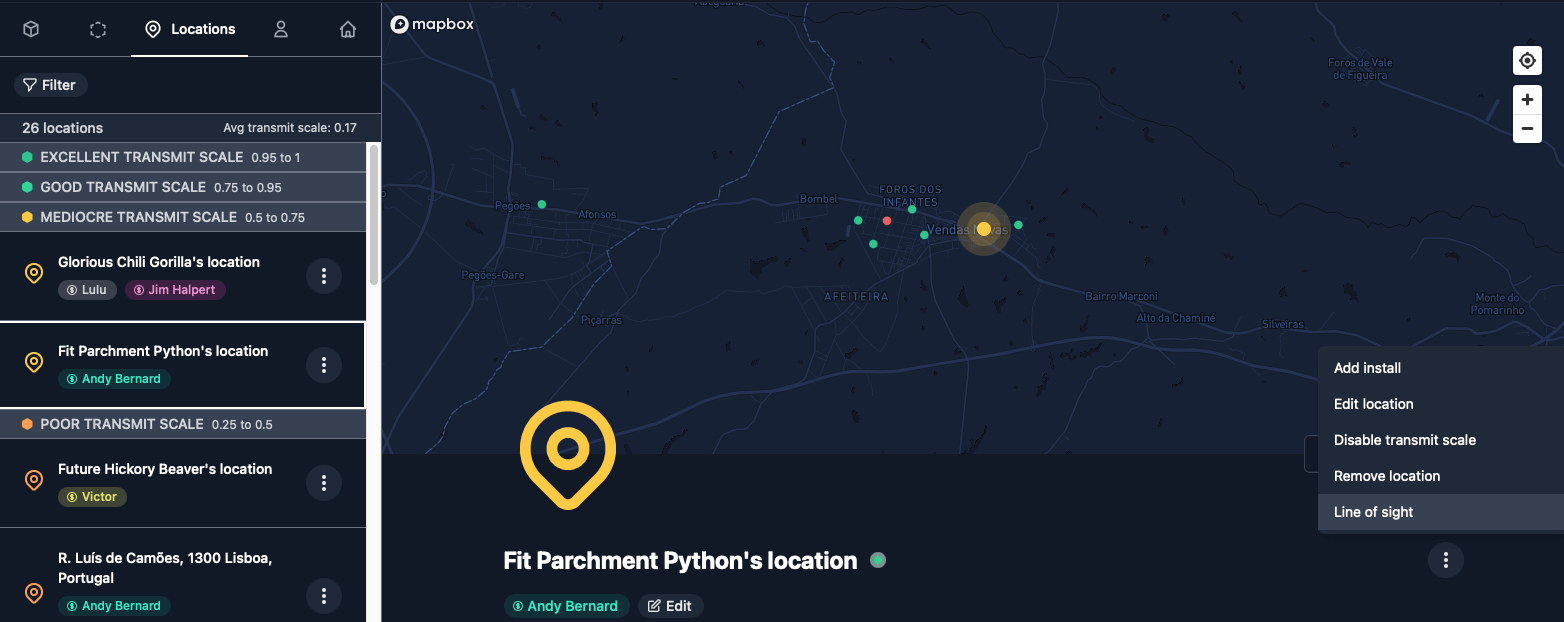 Locations
Filter
26 locations
Avg transmit scale: 0.17
EXCELLENT TRANSMIT SCALE 0.95 to 1
GOOD TRANSMIT SCALE 0.75 to 0.95
MEDIOCRE TRANSMIT SCALE 0.5 to 0.75
Glorious Chili Gorilla's location
Lulu
Jim Halpert
Fit Parchment Python's location
Andy Bernard
POOR TRANSMIT SCALE 0.25 to 0.5
Future Hickory Beaver's location
Victor
R. Luís de Camões, 1300 Lisboa,
Portugal
Andy Bernard
mapbox
Foros de Vale
de Figueira
Pegões
Afonsos
Bombel
FOROS DOS
INFANTES
Vendas Novas
Pegões-Gare
AFEITEIRA
Piçarras
Bairro Marconi
Alto da Chaminé
Silveiras
Monte do
Pomarinho
Add install
Edit location
Disable transmit scale
Remove location
Line of sight
Fit Parchment Python's location
Andy Bernard
Edit